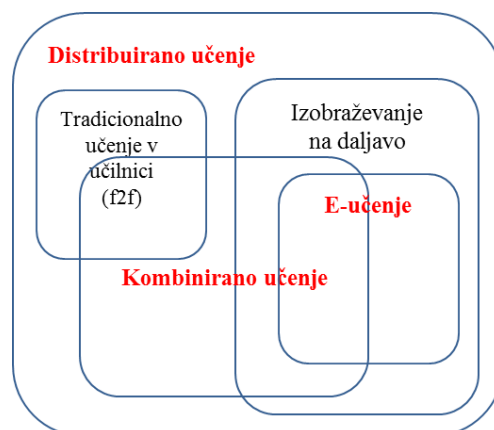 Distribuirano učenje
Tradicionalno
učenje v
učilnici
(f2f)
Izobraževanje
na daljavo
E-učenje
Kombinirano učenje